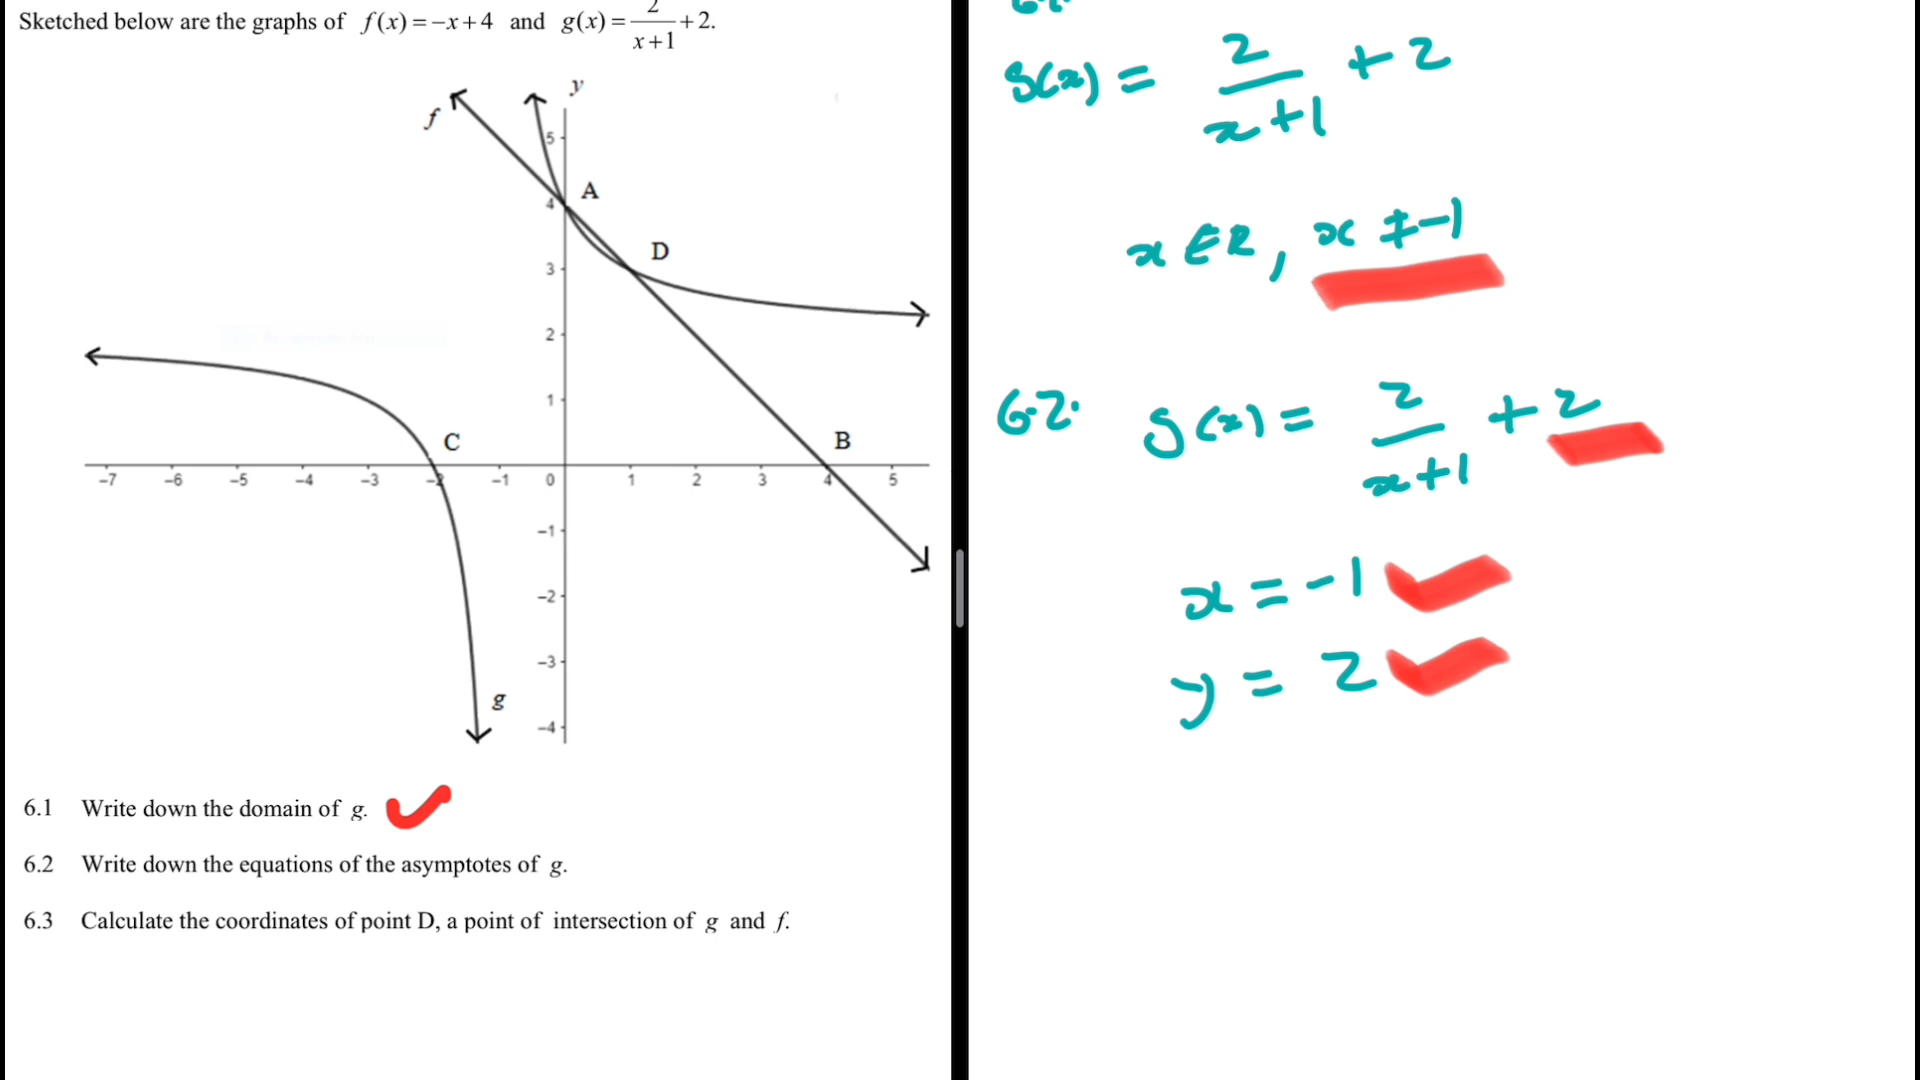 Sketched below are the graphs of f(x)=−x+4 and g(x)=2/(x+1)+2.
y
f
5
A
4
D
3
2
1
C
B
−7 −6 −5 −4 −3 −2 −1 0 1 2 3 4 5
−1
−2
−3
g
−4
6.1 Write down the domain of g.
6.2 Write down the equations of the asymptotes of g.
6.3 Calculate the coordinates of point D, a point of intersection of g and f.
g(x) = 2/(x+1) + 2
x ∈ R, x ≠ -1
6.2. g(x) = 2/(x+1) + 2
x = -1
y = 2